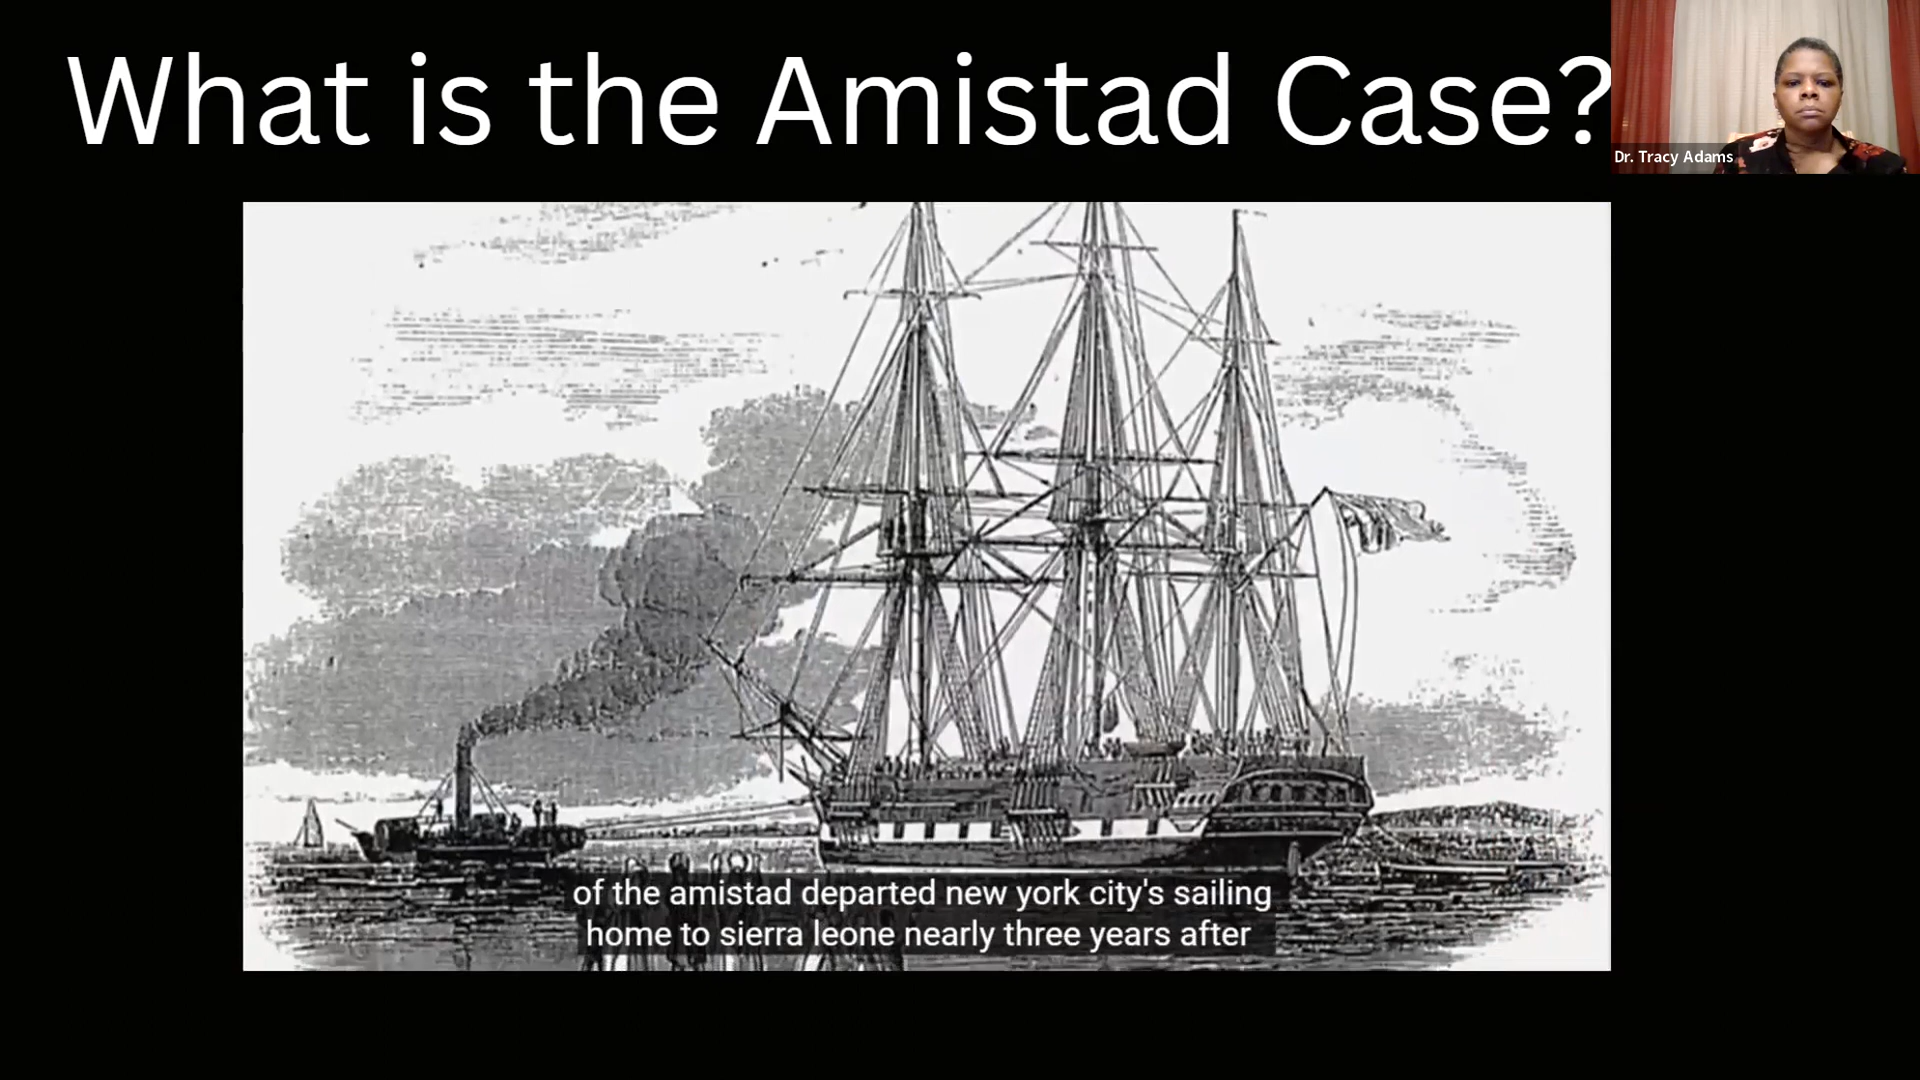 What is the Amistad Case?
Dr. Tracy Adams
of the amistad departed new york city's sailing
home to sierra leone nearly three years after